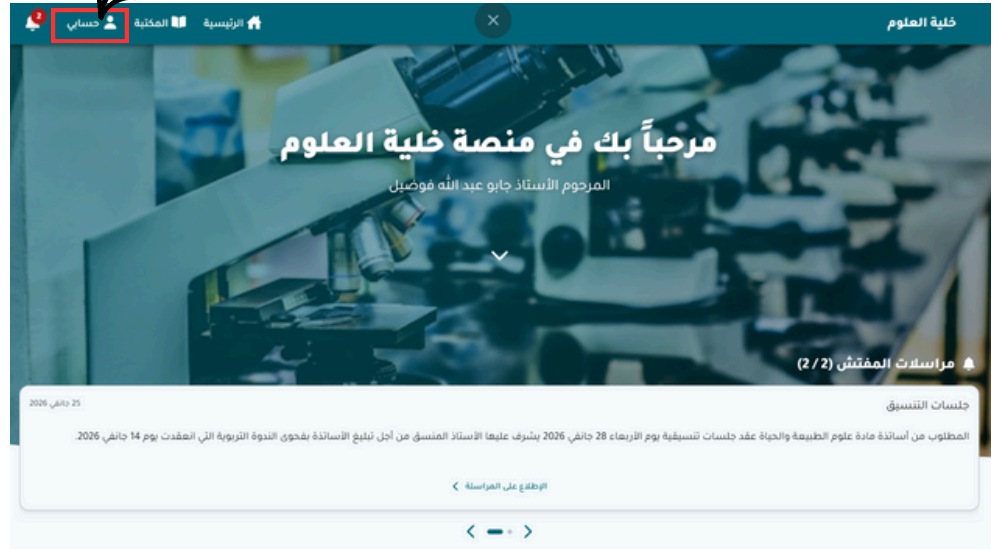 خلية العلوم
الرئيسية
المكتبة
حسابي
2
مرحباً بك في منصة خلية العلوم
المرحوم الأستاذ جابو عبد الله فوضيل
مراسلات المفتش (2 / 2)
جلسات التنسيق
25 جانفي 2026
المطلوب من أساتذة مادة علوم الطبيعة والحياة عقد جلسات تنسيقية يوم الأربعاء 28 جانفي 2026 يشرف عليها الأستاذ المنسق من أجل تبليغ الأساتذة بفحوى الندوة التربوية التي انعقدت يوم 14 جانفي 2026.
الإطلاع على المراسلة